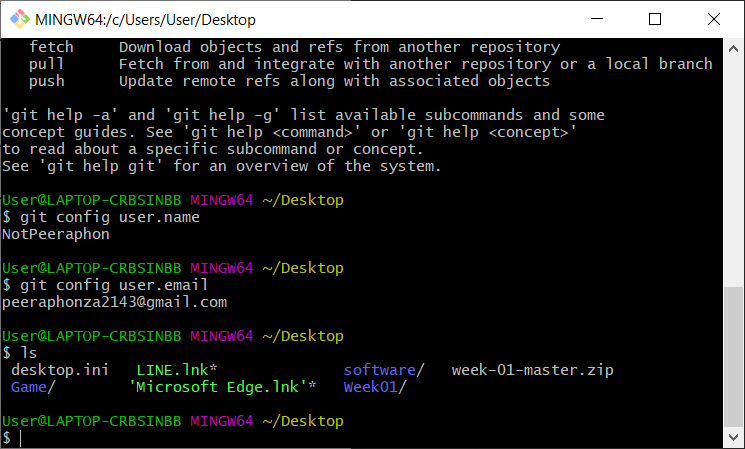 MINGW64:/c/Users/User/Desktop
   fetch     Download objects and refs from another repository
   pull      Fetch from and integrate with another repository or a local branch
   push      Update remote refs along with associated objects

'git help -a' and 'git help -g' list available subcommands and some
concept guides. See 'git help <command>' or 'git help <concept>'
to read about a specific subcommand or concept.
See 'git help git' for an overview of the system.

User@LAPTOP-CRBSINBB MINGW64 ~/Desktop
$ git config user.name
NotPeeraphon

User@LAPTOP-CRBSINBB MINGW64 ~/Desktop
$ git config user.email
peeraphonza2143@gmail.com

User@LAPTOP-CRBSINBB MINGW64 ~/Desktop
$ ls
 desktop.ini   LINE.lnk*              software/   week-01-master.zip
 Game/        'Microsoft Edge.lnk'*   Week01/

User@LAPTOP-CRBSINBB MINGW64 ~/Desktop
$